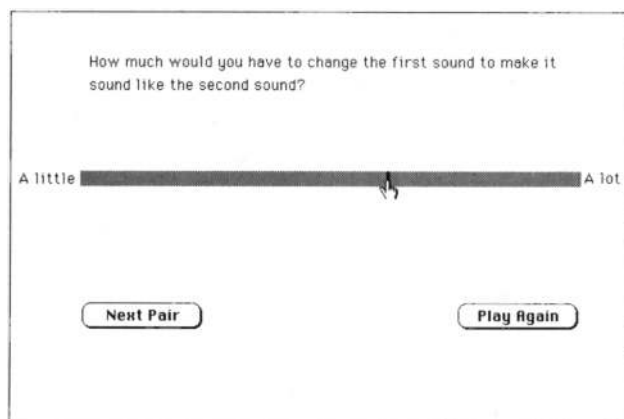 How much would you have to change the first sound to make it
sound like the second sound?
A little
A lot
Next Pair
Play Again